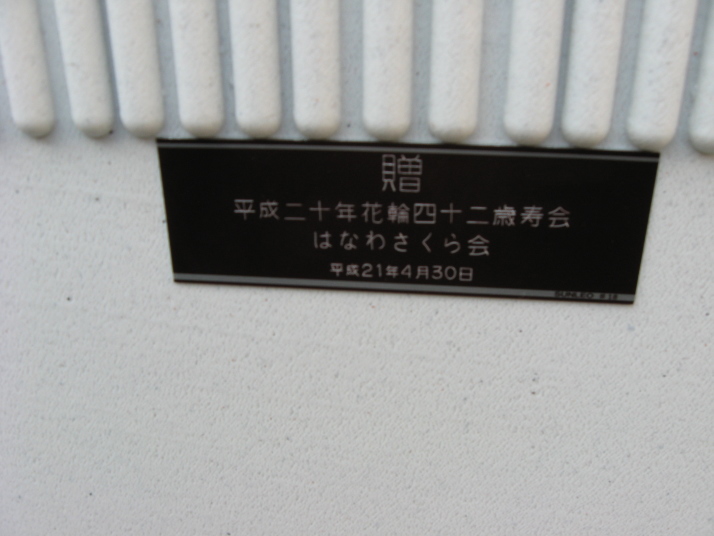 贈
平成二十年花輪四十二歳寿会
はなわさくら会
平成21年4月30日